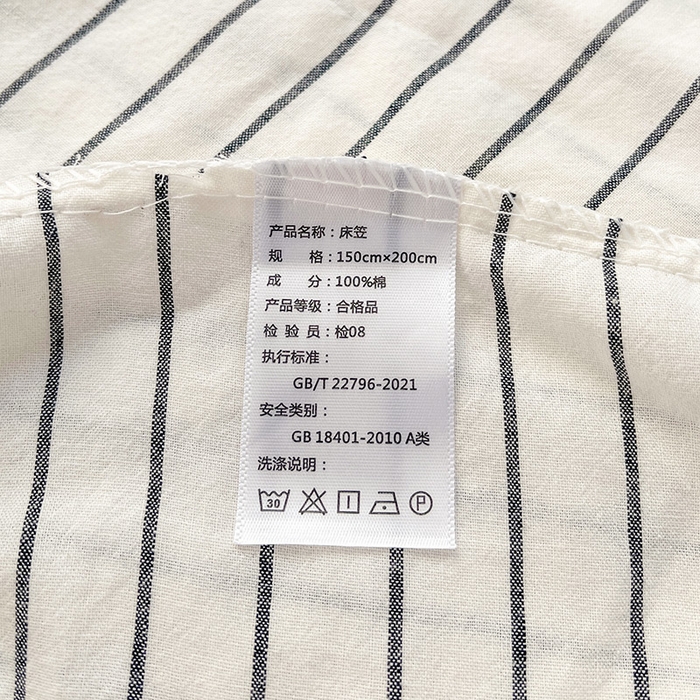 产品名称：床笠
规 格：150cm×200cm
成 分：100%棉
产品等级：合格品
检 验 员：检08
执行标准：
GB/T 22796-2021
安全类别：
GB 18401-2010 A类
洗涤说明：
30 P